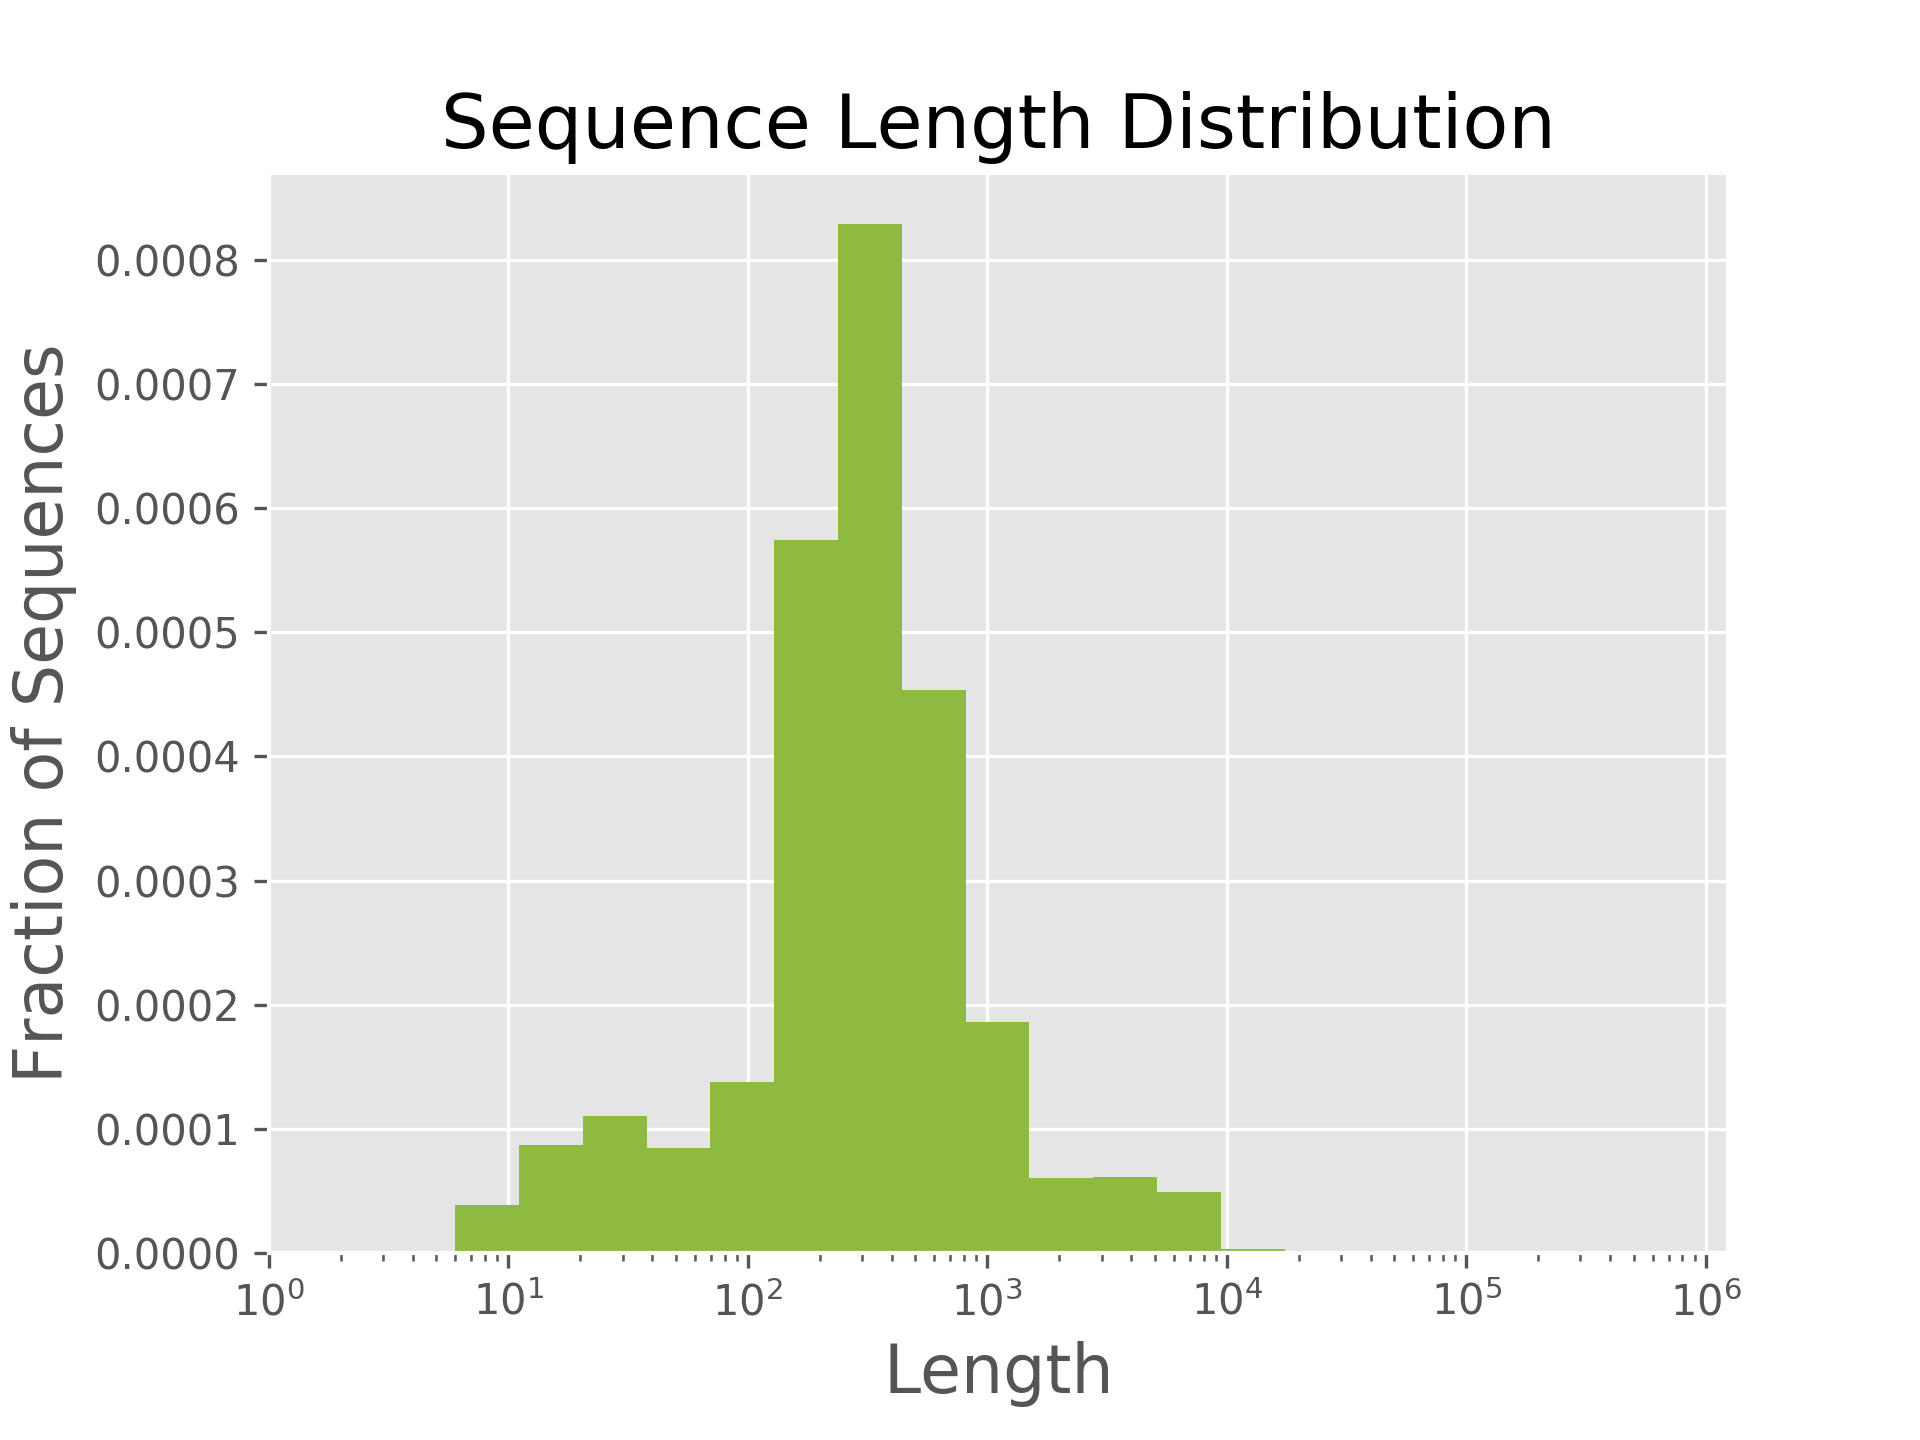 Sequence Length Distribution
Fraction of Sequences
0.0008
0.0007
0.0006
0.0005
0.0004
0.0003
0.0002
0.0001
0.0000
10⁰ 10¹ 10² 10³ 10⁴ 10⁵ 10⁶
Length